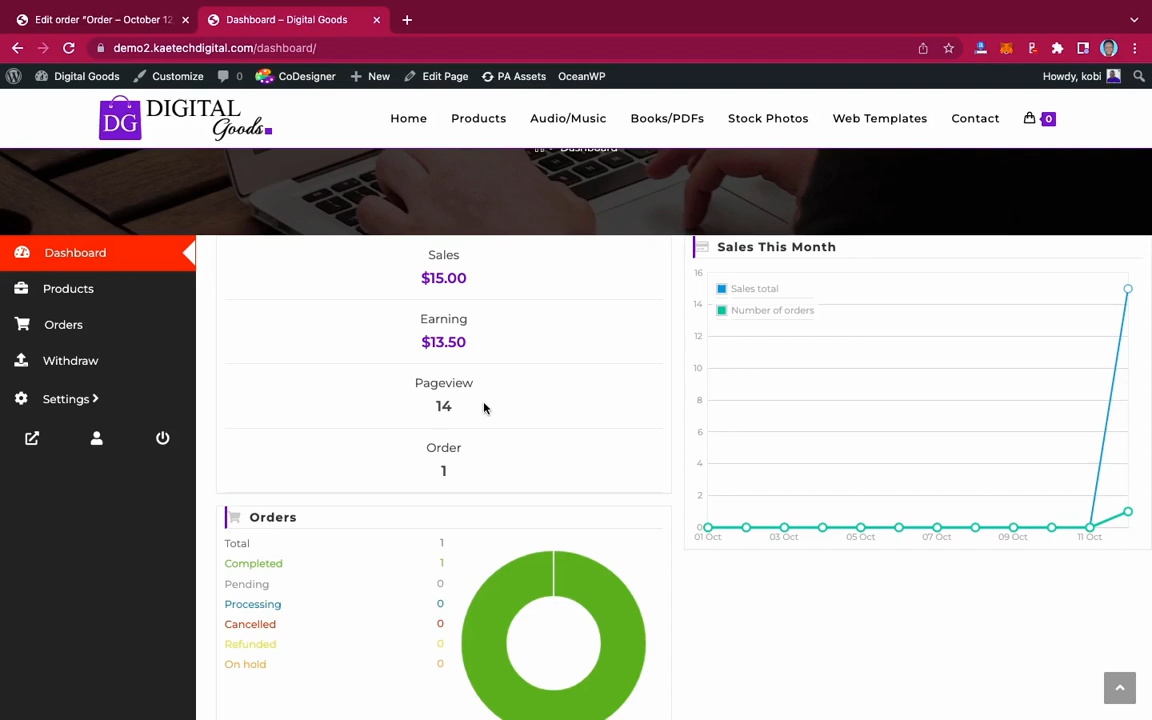 Edit order “Order – October 12
Dashboard – Digital Goods
demo2.kaetechdigital.com/dashboard/
Digital Goods Customize 0 CoDesigner New Edit Page PA Assets OceanWP Howdy, kobi
DG DIGITAL Goods
Home Products Audio/Music Books/PDFs Stock Photos Web Templates Contact 0
Dashboard
Dashboard
Products
Orders
Withdraw
Settings
Sales
$15.00
Earning
$13.50
Pageview
14
Order
1
Sales This Month
Sales total
Number of orders
16
14
12
10
8
6
4
2
0
01 Oct 03 Oct 05 Oct 07 Oct 09 Oct 11 Oct
Orders
Total 1
Completed 1
Pending 0
Processing 0
Cancelled 0
Refunded 0
On hold 0